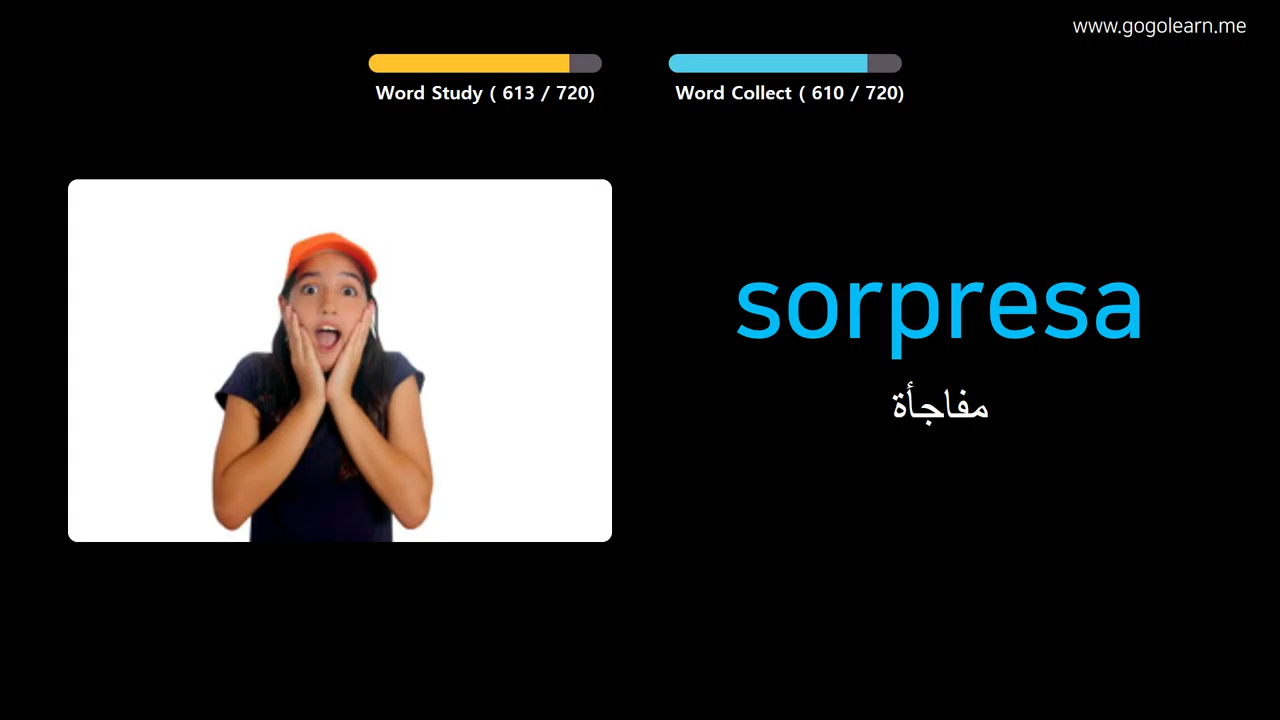 www.gogolearn.me
Word Study ( 613 / 720)
Word Collect ( 610 / 720)
sorpresa
مفاجأة